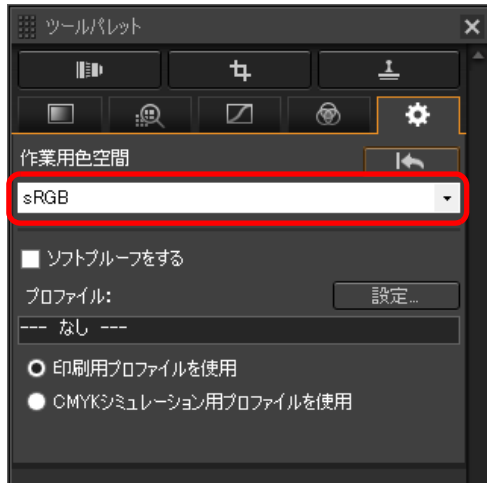 ツールパレット
作業用色空間
sRGB
ソフトプルーフをする
プロファイル:
設定...
--- なし ---
印刷用プロファイルを使用
CMYKシミュレーション用プロファイルを使用